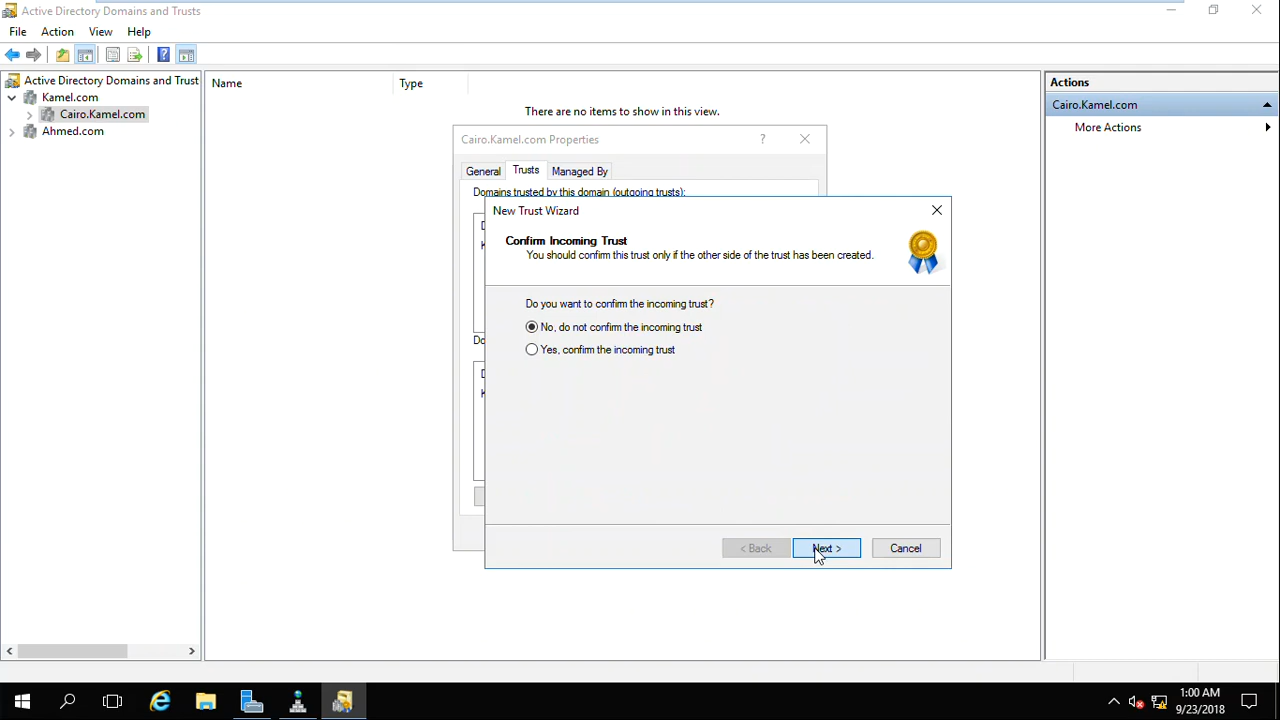 Active Directory Domains and Trusts
File Action View Help
Active Directory Domains and Trust
Kamel.com
Cairo.Kamel.com
Ahmed.com
Name Type
There are no items to show in this view.
Cairo.Kamel.com Properties
General Trusts Managed By
Domains trusted by this domain (outgoing trusts):
New Trust Wizard
Confirm Incoming Trust
You should confirm this trust only if the other side of the trust has been created.
Do you want to confirm the incoming trust?
No, do not confirm the incoming trust
Yes, confirm the incoming trust
< Back Next > Cancel
Actions
Cairo.Kamel.com
More Actions
1:00 AM
9/23/2018